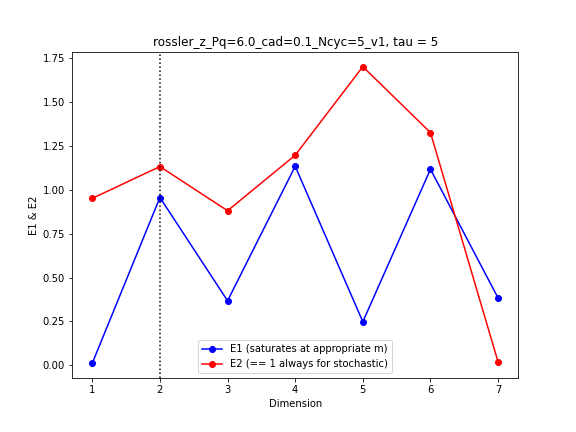 rossler_z_Pq=6.0_cad=0.1_Ncyc=5_v1, tau = 5
1.75
1.50
1.25
1.00
0.75
0.50
0.25
0.00
E1 & E2
E1 (saturates at appropriate m)
E2 (== 1 always for stochastic)
1 2 3 4 5 6 7
Dimension